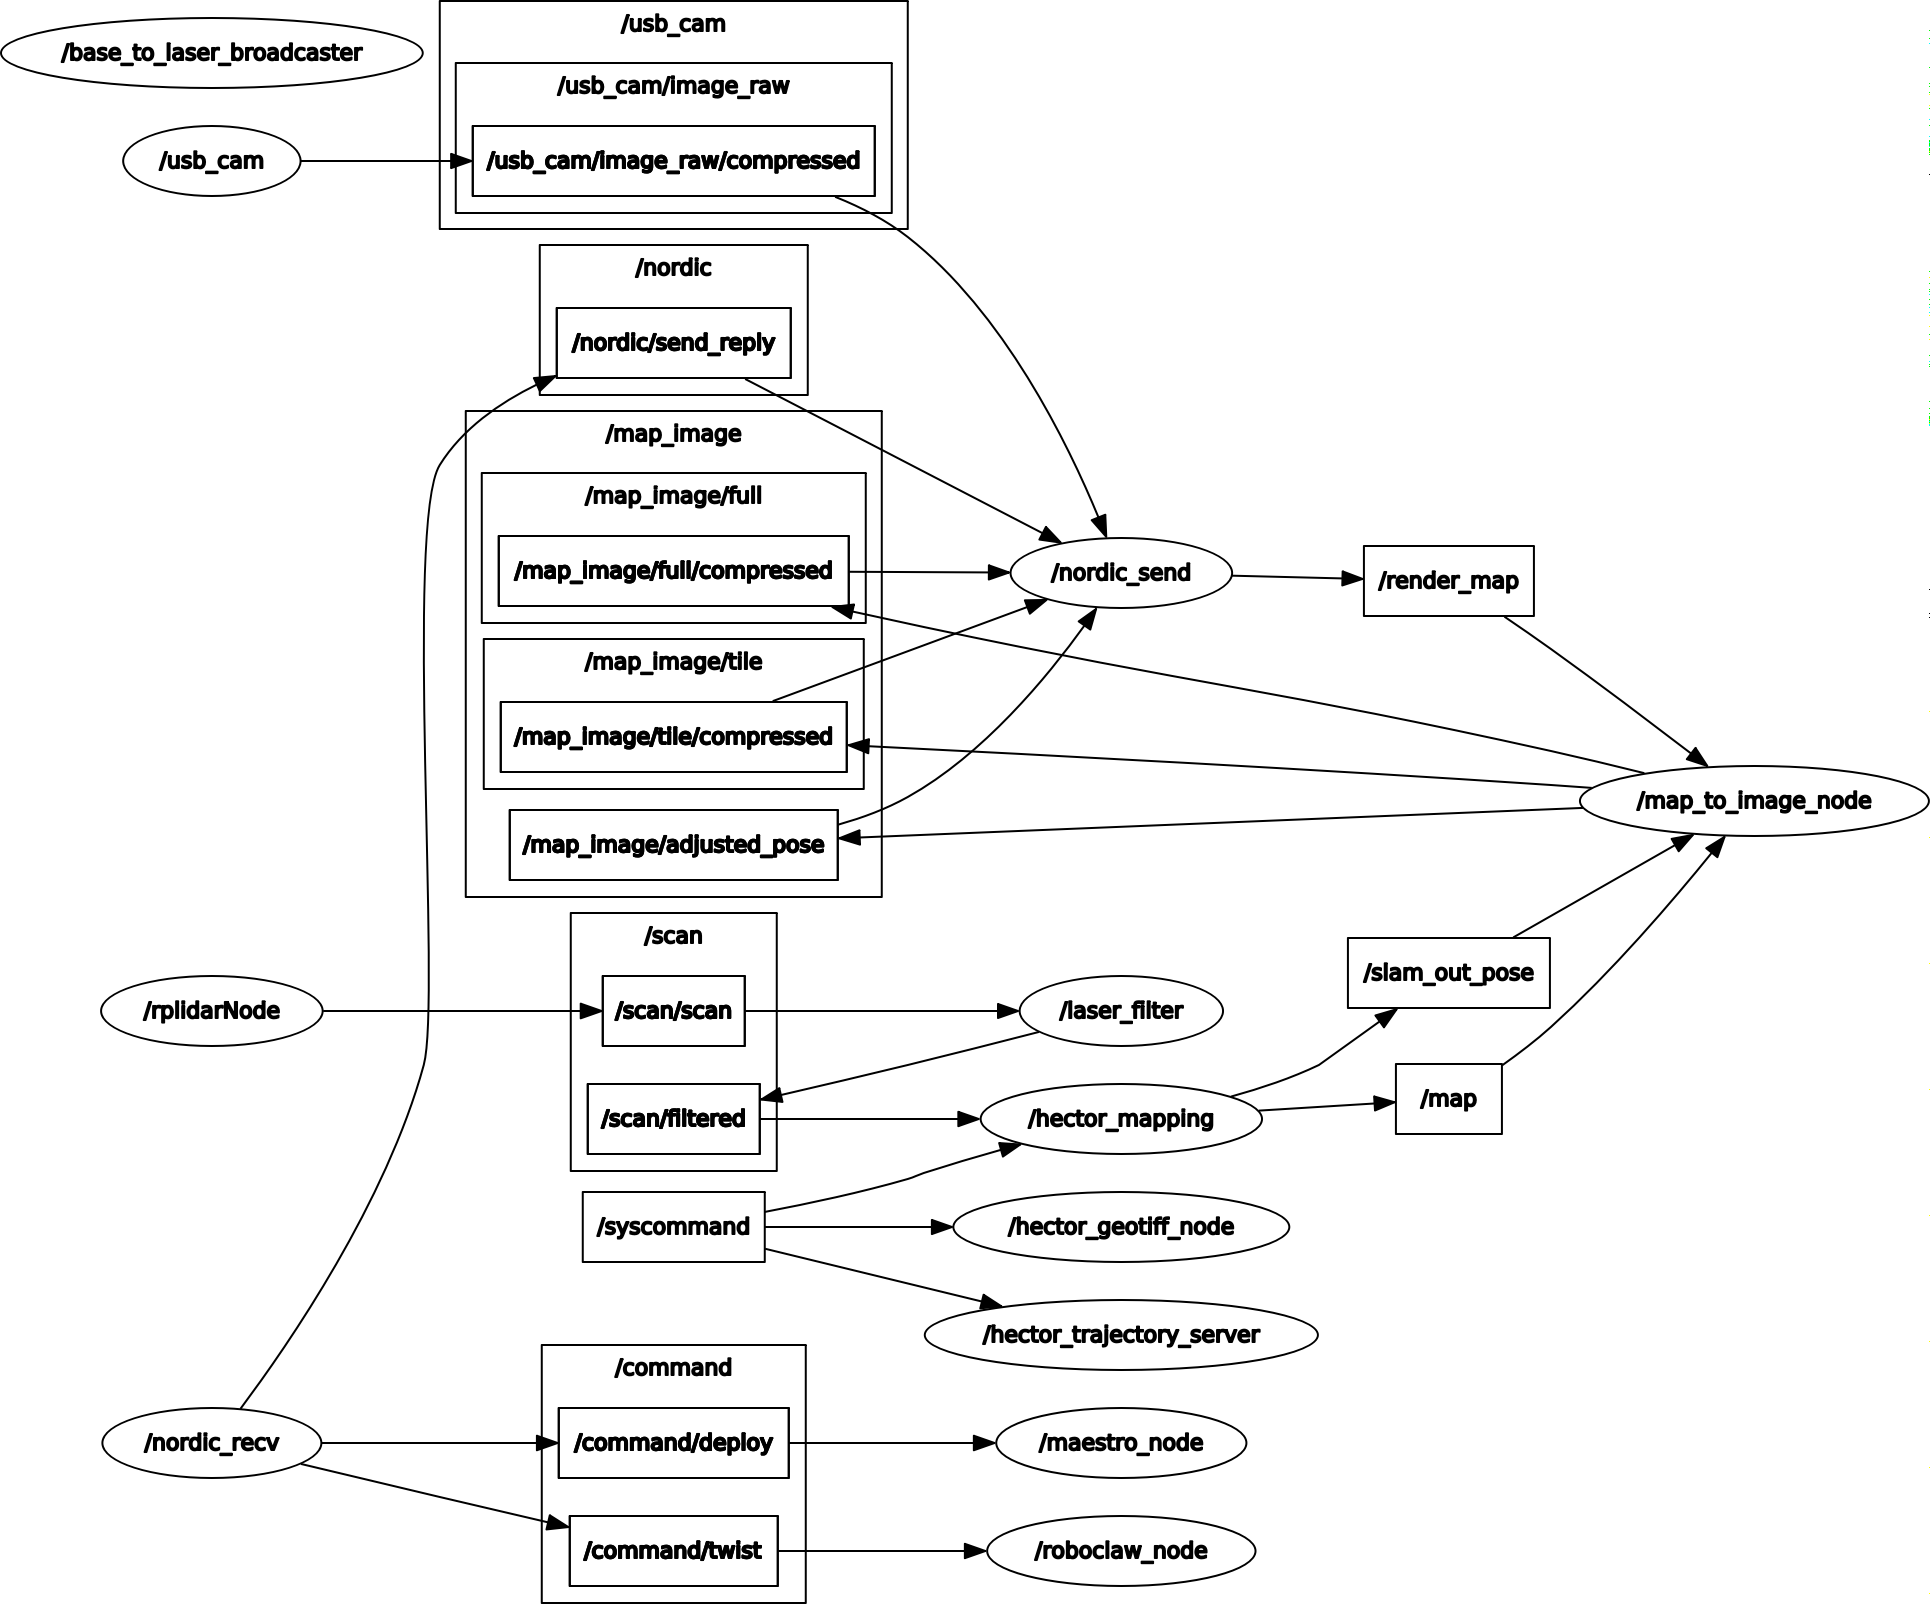 /base_to_laser_broadcaster
/usb_cam
/usb_cam
/usb_cam/image_raw
/usb_cam/image_raw/compressed
/nordic
/nordic/send_reply
/map_image
/map_image/full
/map_image/full/compressed
/map_image/tile
/map_image/tile/compressed
/map_image/adjusted_pose
/nordic_send
/render_map
/map_to_image_node
/scan
/rplidarNode
/scan/scan
/laser_filter
/slam_out_pose
/scan/filtered
/hector_mapping
/map
/syscommand
/hector_geotiff_node
/hector_trajectory_server
/command
/nordic_recv
/command/deploy
/maestro_node
/command/twist
/roboclaw_node